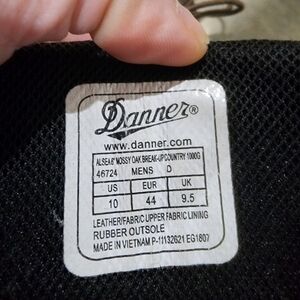 Danner®
www.danner.com
ALSEA 8" MOSSY OAK BREAK-UP COUNTRY 1000G
46724 MENS D
US EUR UK
10 44 9.5
LEATHER/FABRIC UPPER FABRIC LINING
RUBBER OUTSOLE
MADE IN VIETNAM P-11132621 EG1807